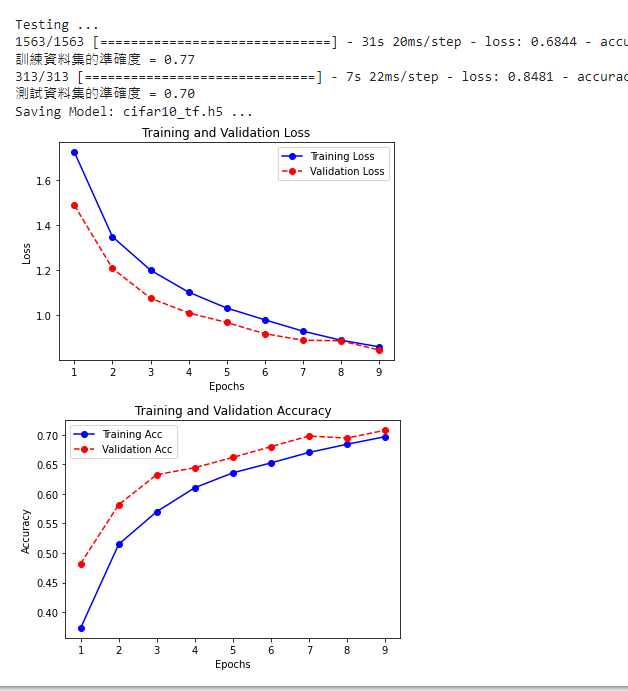 Testing ...
1563/1563 [==============================] - 31s 20ms/step - loss: 0.6844 - accu
訓練資料集的準確度 = 0.77
313/313 [==============================] - 7s 22ms/step - loss: 0.8481 - accurac
測試資料集的準確度 = 0.70
Saving Model: cifar10_tf.h5 ...
Training and Validation Loss
Training Loss
Validation Loss
1.6
1.4
1.2
1.0
Loss
1 2 3 4 5 6 7 8 9
Epochs
Training and Validation Accuracy
Training Acc
Validation Acc
0.70
0.65
0.60
0.55
0.50
0.45
0.40
Accuracy
1 2 3 4 5 6 7 8 9
Epochs